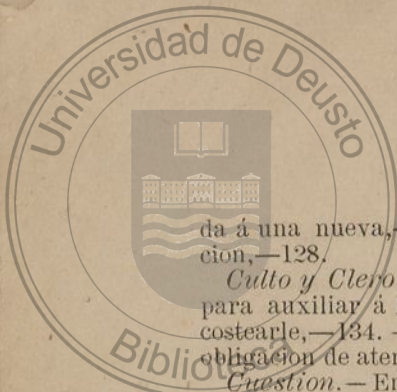 Universidad de Deusto
Biblioteca
da á una nueva,
cion,—128.
Culto y Clero
para auxiliar á
costearle,—134. —
obligacion de aten
Cuestion.— En